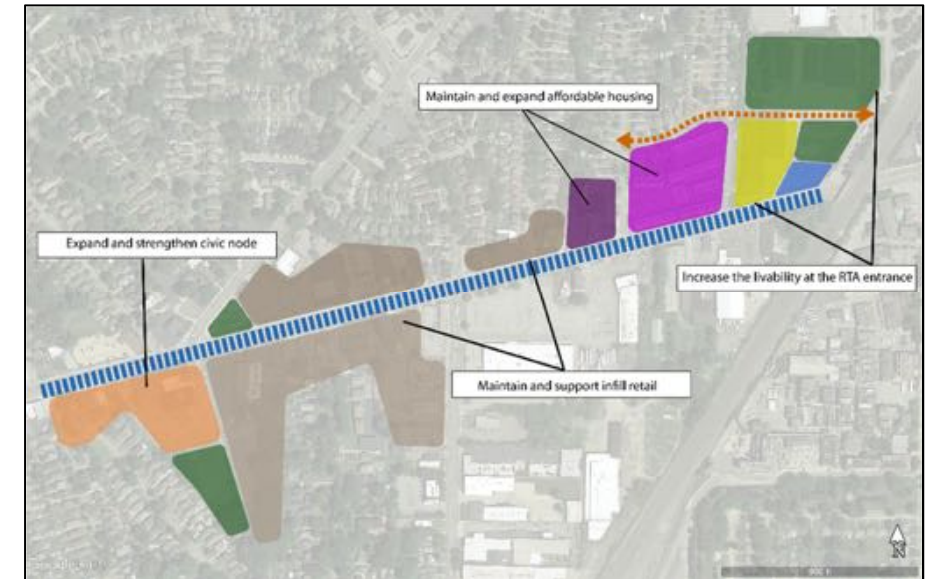 Maintain and expand affordable housing
Expand and strengthen civic node
Increase the livability at the RTA entrance
Maintain and support infill retail
N